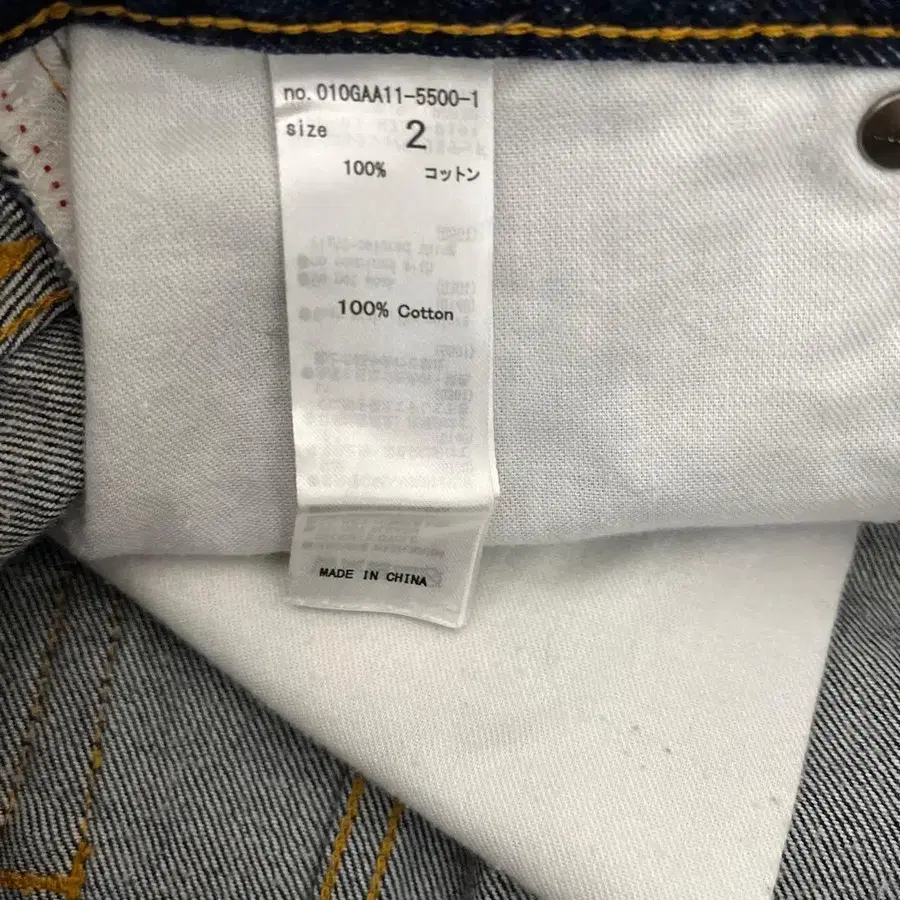 no. 010GAA11-5500-1
size 2
100% コットン
100% Cotton
MADE IN CHINA